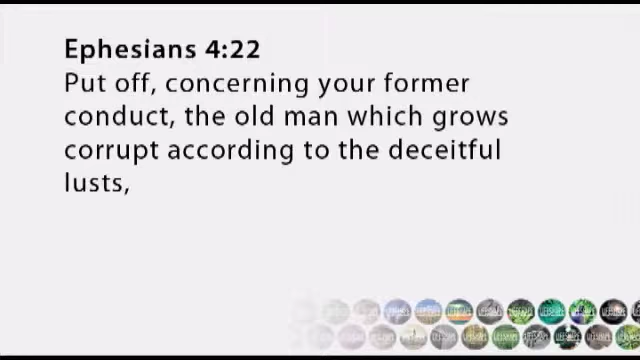 Ephesians 4:22
Put off, concerning your former
conduct, the old man which grows
corrupt according to the deceitful
lusts,